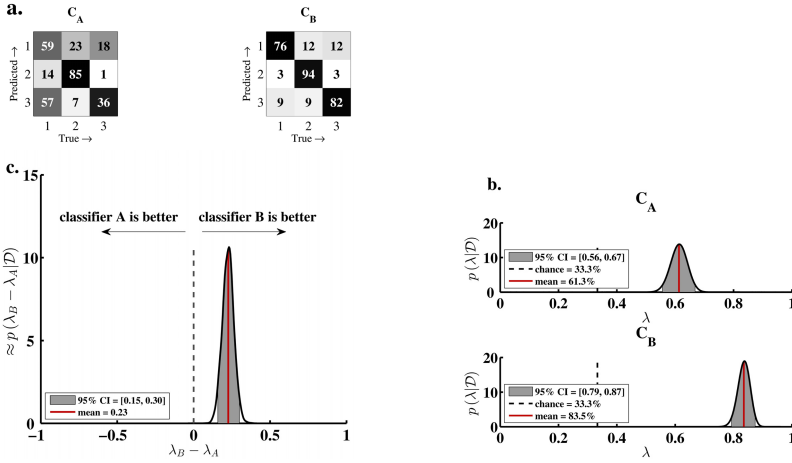 a.
C_A
Predicted →
1 59 23 18
2 14 85 1
3 57 7 36
1 2 3
True →
C_B
Predicted →
1 76 12 12
2 3 94 3
3 9 9 82
1 2 3
True →
c.
15
10
5
0
≈ p (λ_B − λ_A|𝒟)
classifier A is better
classifier B is better
95% CI = [0.15, 0.30]
mean = 0.23
−1 −0.5 0 0.5 1
λ_B − λ_A
b.
C_A
20
10
0
p (λ|𝒟)
95% CI = [0.56, 0.67]
chance = 33.3%
mean = 61.3%
0 0.2 0.4 0.6 0.8 1
λ
C_B
20
10
0
p (λ|𝒟)
95% CI = [0.79, 0.87]
chance = 33.3%
mean = 83.5%
0 0.2 0.4 0.6 0.8 1
λ